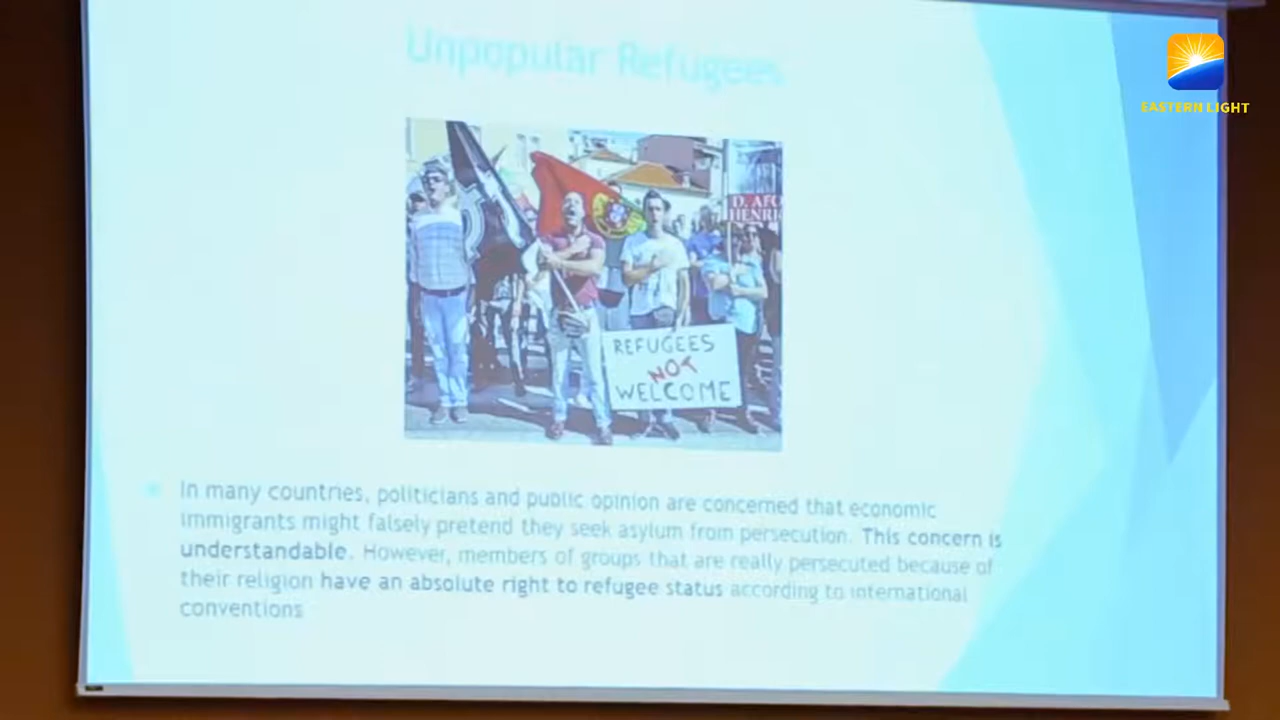 Unpopular Refugees
EASTERN LIGHT
D. AFO
HENRI
REFUGEES
NOT
WELCOME
In many countries, politicians and public opinion are concerned that economic
immigrants might falsely pretend they seek asylum from persecution. This concern is
understandable. However, members of groups that are really persecuted because of
their religion have an absolute right to refugee status according to international
conventions